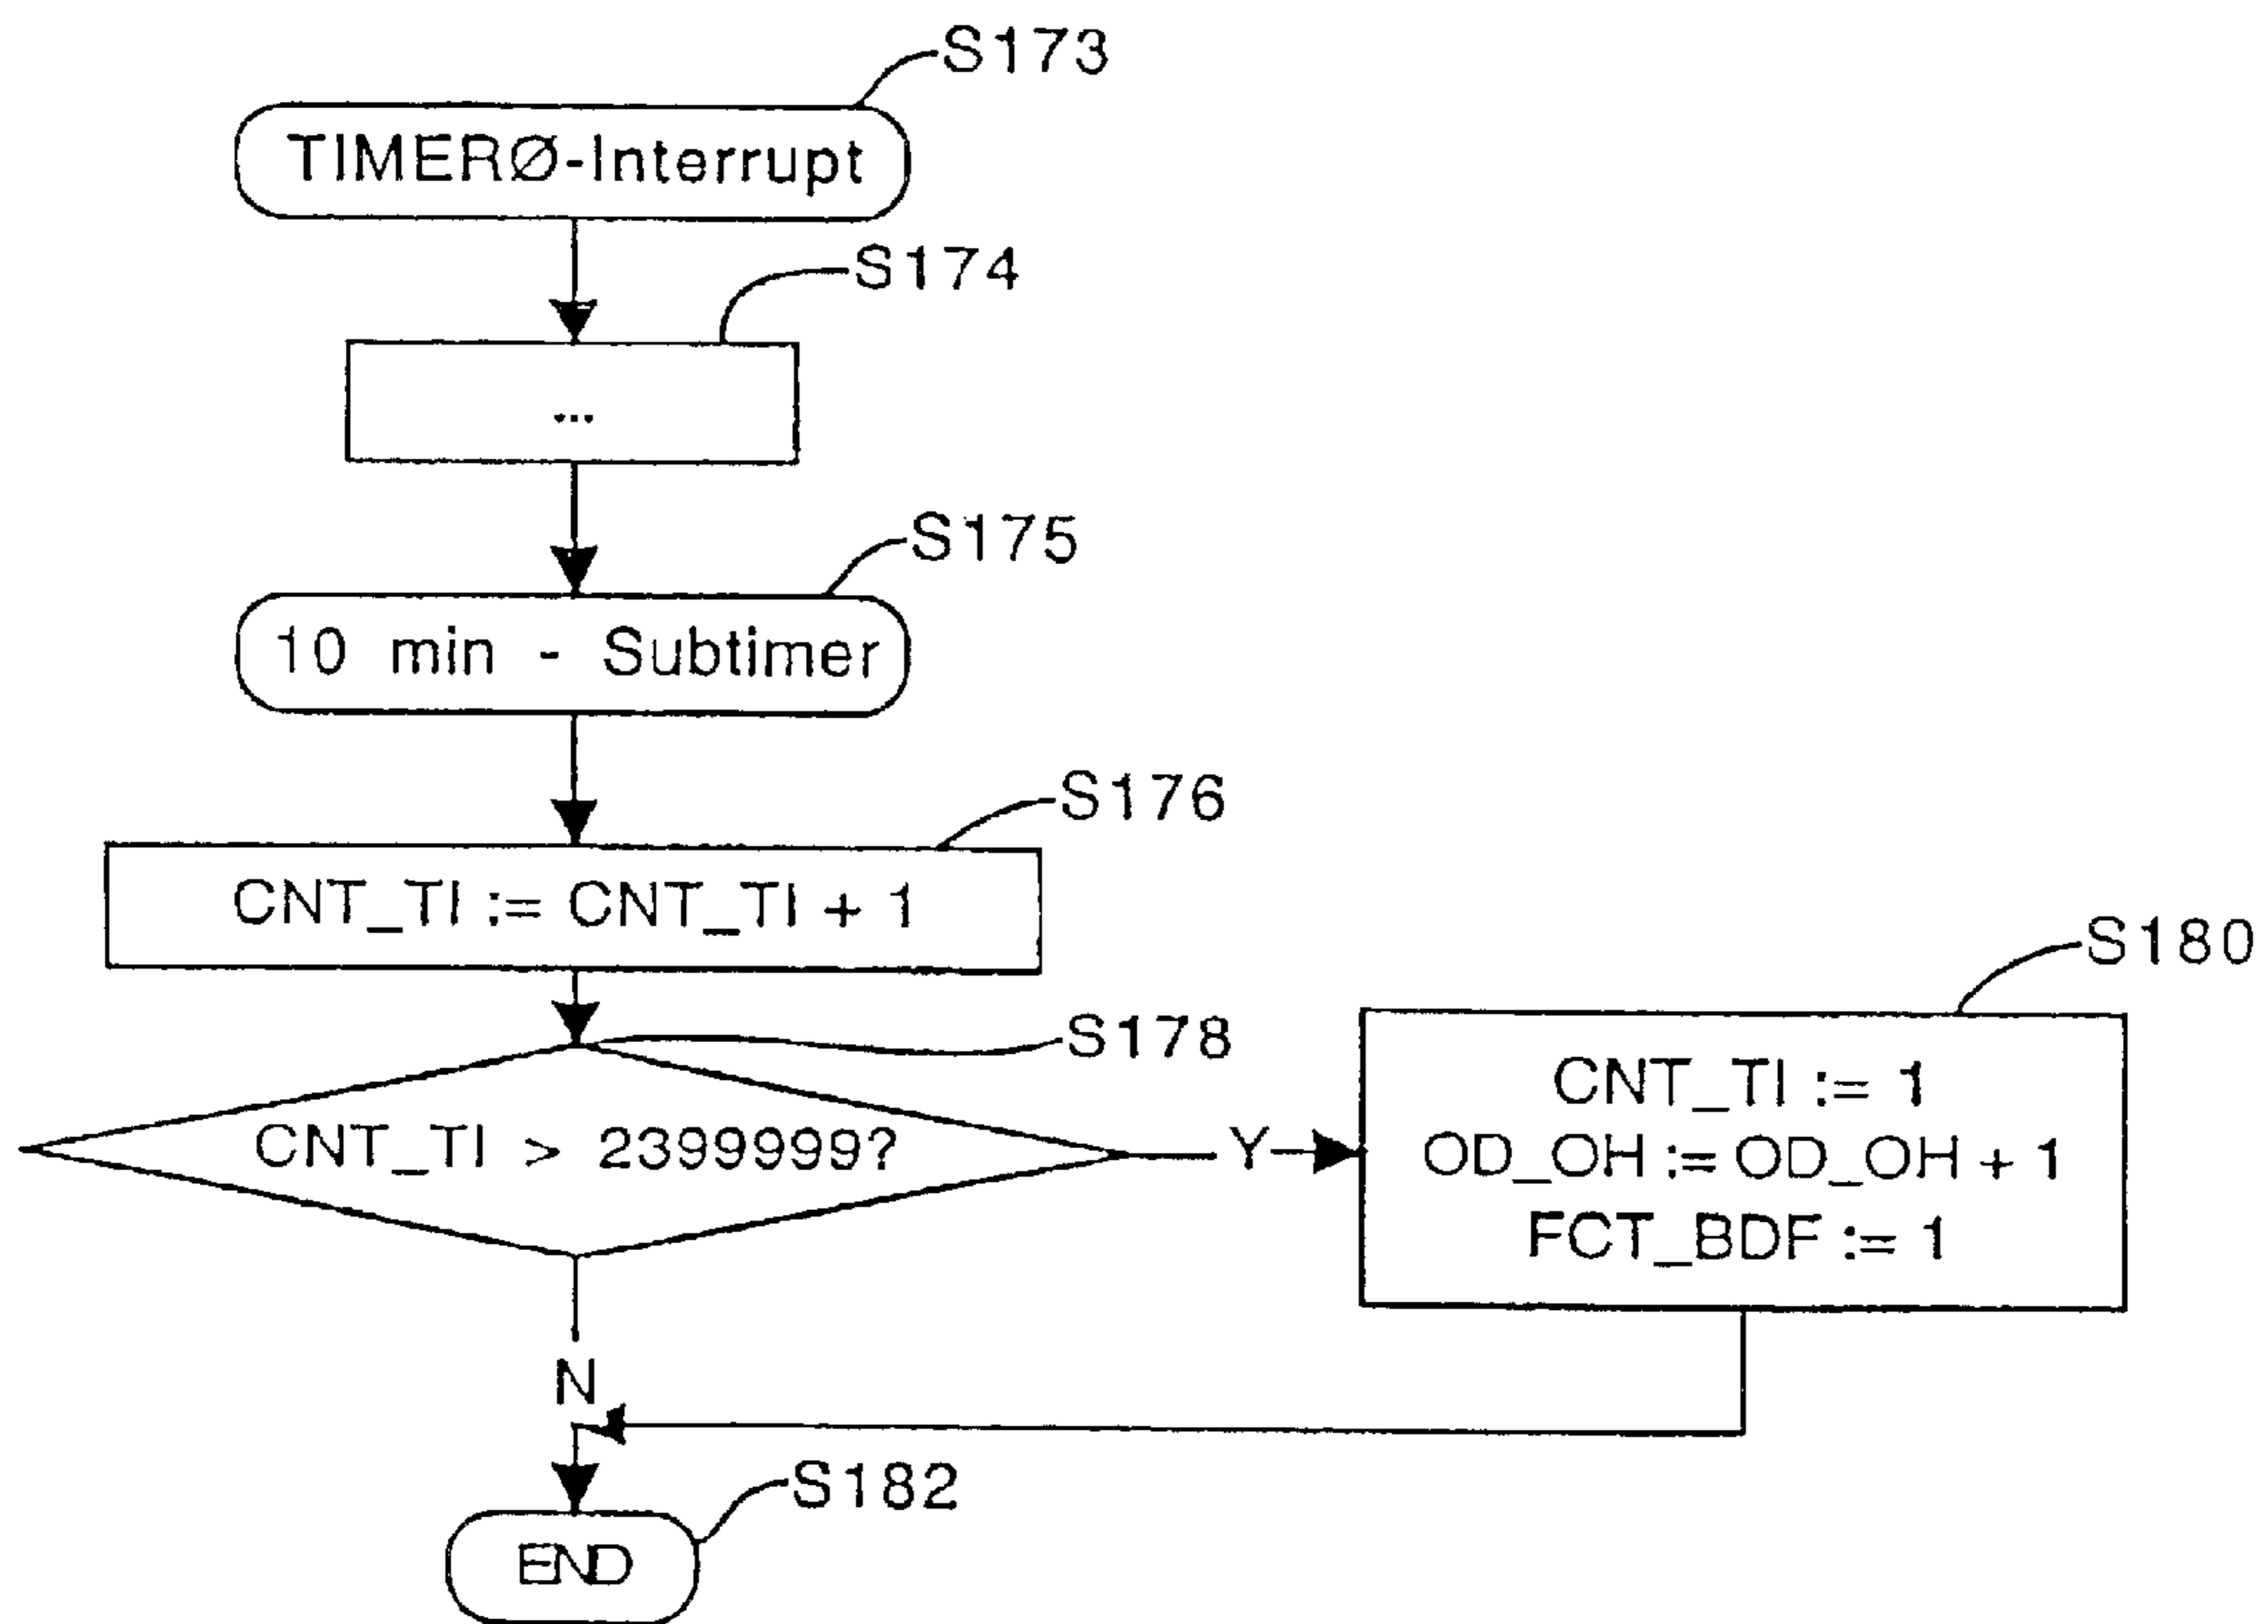 S173
TIMERØ-Interrupt
S174
...
S175
10 min - Subtimer
S176
CNT_TI := CNT_TI + 1
S178
CNT_TI > 2399999?
Y
S180
CNT_TI := 1
OD_OH := OD_OH + 1
FCT_BDF := 1
N
S182
END